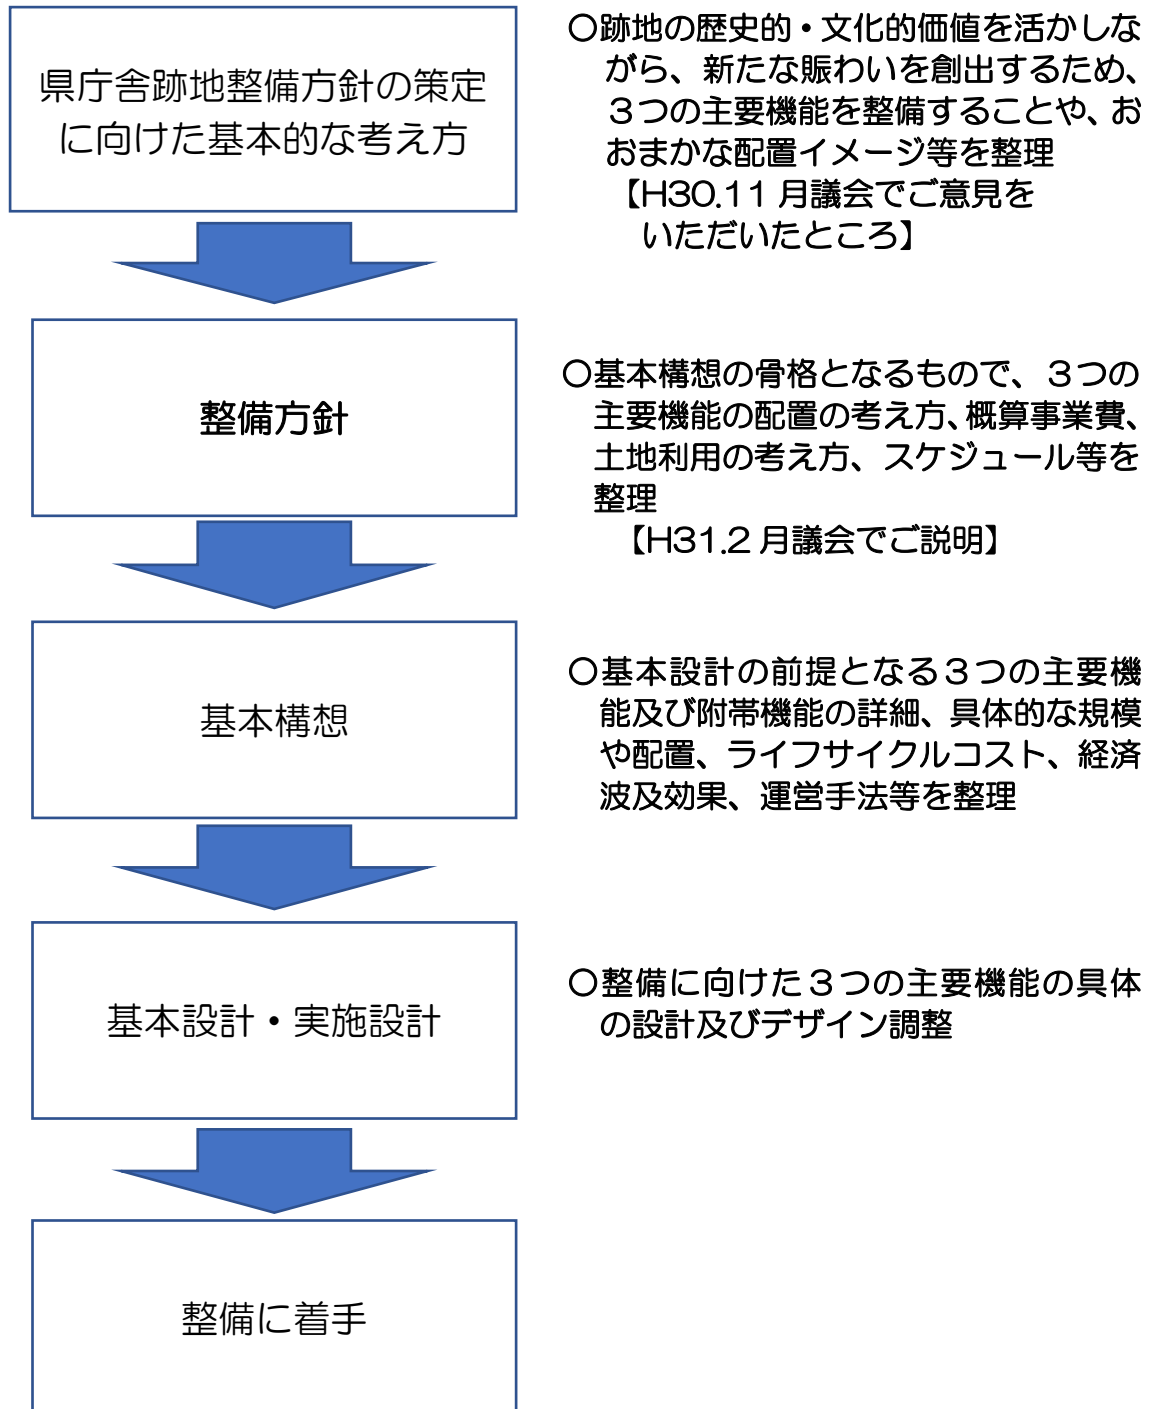 県庁舎跡地整備方針の策定
に向けた基本的な考え方
〇跡地の歴史的・文化的価値を活かしな
がら、新たな賑わいを創出するため、
３つの主要機能を整備することや、お
おまかな配置イメージ等を整理
【H30.11月議会でご意見を
いただいたところ】
整備方針
〇基本構想の骨格となるもので、３つの
主要機能の配置の考え方、概算事業費、
土地利用の考え方、スケジュール等を
整理
【H31.2月議会でご説明】
基本構想
〇基本設計の前提となる３つの主要機
能及び附帯機能の詳細、具体的な規模
や配置、ライフサイクルコスト、経済
波及効果、運営手法等を整理
基本設計・実施設計
〇整備に向けた３つの主要機能の具体
の設計及びデザイン調整
整備に着手